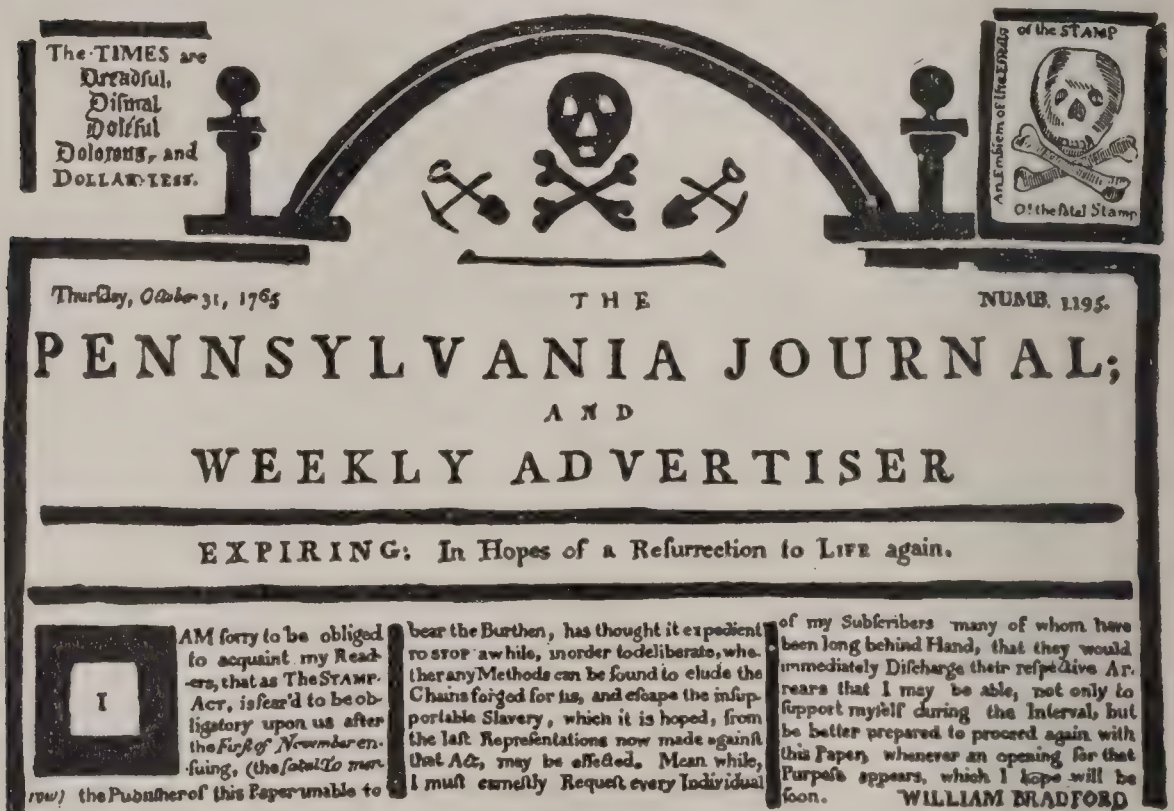 The TIMES are
Dreadful,
Diſmal
Doleful
Dolorous, and
DOLLAR-LESS.
An Emblem of the Effects
of the STAMP
O! the fatal Stamp
Thurſday, October 31, 1765
THE
NUMB. 1195.
PENNSYLVANIA JOURNAL;
AND
WEEKLY ADVERTISER
EXPIRING: In Hopes of a Reſurrection to LIFE again.
I AM ſorry to be obliged
to acquaint my Read-
ers, that as The STAMP-
ACT, is fear'd to be ob-
ligatory upon us after
the Firſt of November en-
ſuing, (the fatal To mor
row) the Publiſher of this Paper unable to
bear the Burthen, has thought it expedient
TO STOP awhile, in order to deliberate, whe-
ther any Methods can be found to elude the
Chains forged for us, and eſcape the inſup-
portable Slavery, which it is hoped, from
the laſt Repreſentations now made againſt
that Act, may be effected. Mean while,
I muſt earneſtly Requeſt every Individual
of my Subſcribers many of whom have
been long behind Hand, that they would
immediately Diſcharge their reſpective Ar-
rears that I may be able, not only to
ſupport myſelf during the Interval, but
be better prepared to proceed again with
this Paper, whenever an opening for that
Purpoſe appears, which I hope will be
ſoon. WILLIAM BRADFORD